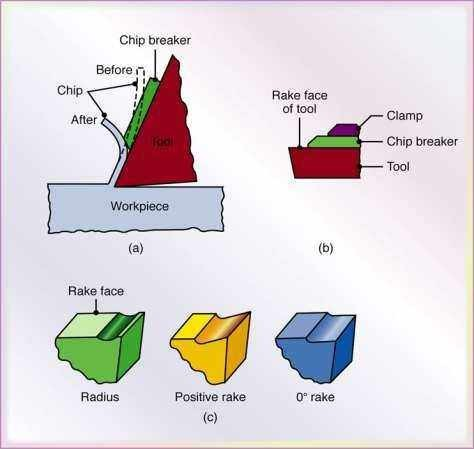 Chip breaker
Before
Chip
After
Tool
Workpiece
(a)
Rake face
of tool
Clamp
Chip breaker
Tool
(b)
Rake face
Radius
Positive rake
0° rake
(c)